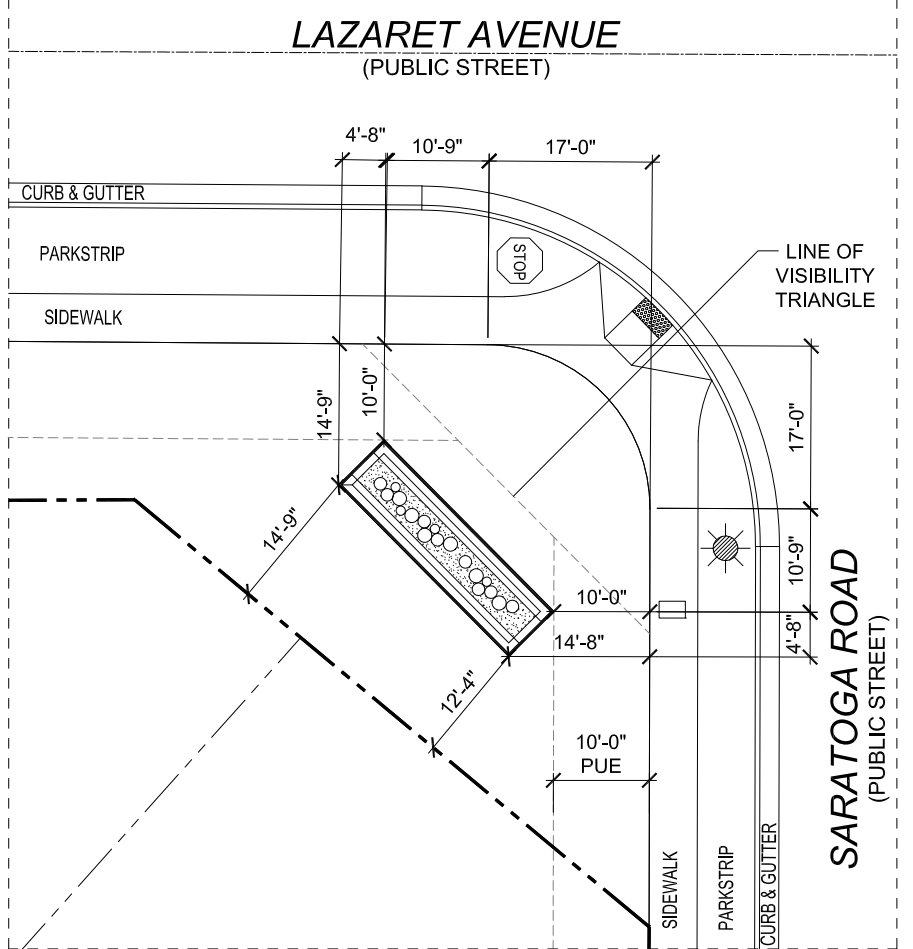 LAZARET AVENUE
(PUBLIC STREET)
4'-8"
10'-9"
17'-0"
CURB & GUTTER
PARKSTRIP
STOP
LINE OF
VISIBILITY
TRIANGLE
SIDEWALK
14'-9"
10'-0"
17'-0"
14'-9"
10'-9"
10'-0"
4'-8"
14'-8"
12'-4"
10'-0"
PUE
SARATOGA ROAD
(PUBLIC STREET)
SIDEWALK
PARKSTRIP
CURB & GUTTER